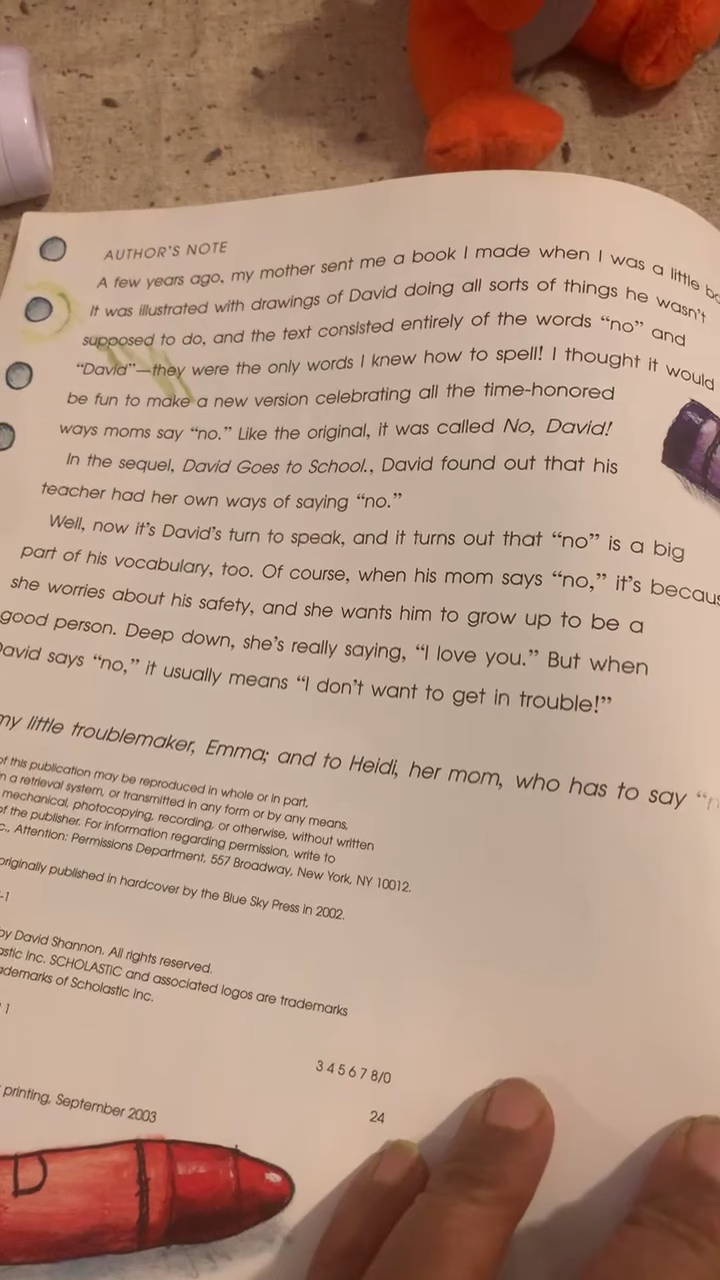 AUTHOR'S NOTE
A few years ago, my mother sent me a book I made when I was a little bo
It was illustrated with drawings of David doing all sorts of things he wasn't
supposed to do, and the text consisted entirely of the words "no" and
"David"—they were the only words I knew how to spell! I thought it would
be fun to make a new version celebrating all the time-honored
ways moms say "no." Like the original, it was called No, David!
In the sequel, David Goes to School., David found out that his
teacher had her own ways of saying "no."
Well, now it's David's turn to speak, and it turns out that "no" is a big
part of his vocabulary, too. Of course, when his mom says "no," it's becaus
she worries about his safety, and she wants him to grow up to be a
good person. Deep down, she's really saying, "I love you." But when
David says "no," it usually means "I don't want to get in trouble!"
my little troublemaker, Emma; and to Heidi, her mom, who has to say "n
of this publication may be reproduced in whole or in part,
n a retrieval system, or transmitted in any form or by any means,
mechanical, photocopying, recording, or otherwise, without written
of the publisher. For information regarding permission, write to
c., Attention: Permissions Department, 557 Broadway, New York, NY 10012.
originally published in hardcover by the Blue Sky Press in 2002.
-1
by David Shannon. All rights reserved.
astic Inc. SCHOLASTIC and associated logos are trademarks
ademarks of Scholastic Inc.
1
3 4 5 6 7 8/0
printing, September 2003
24
D